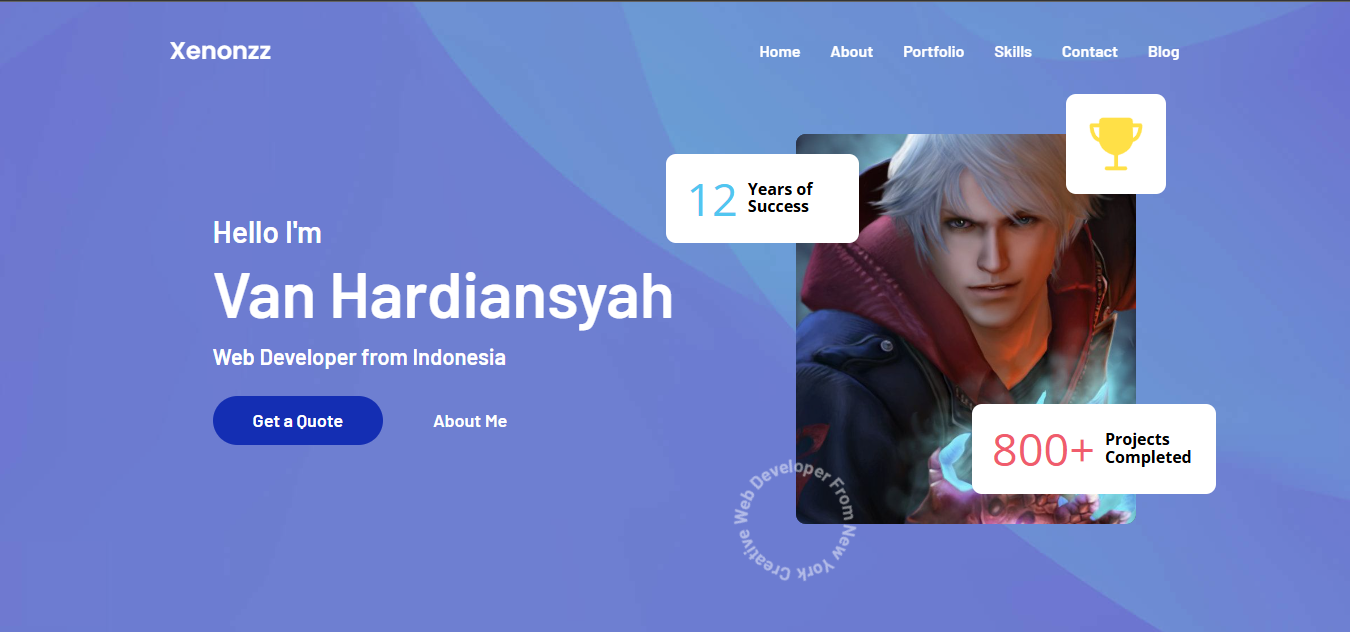 Xenonzz
Home About Portfolio Skills Contact Blog
12 Years of
Success
Hello I'm
Van Hardiansyah
Web Developer from Indonesia
Get a Quote About Me
800+ Projects
Completed
Creative Web Developer From New York